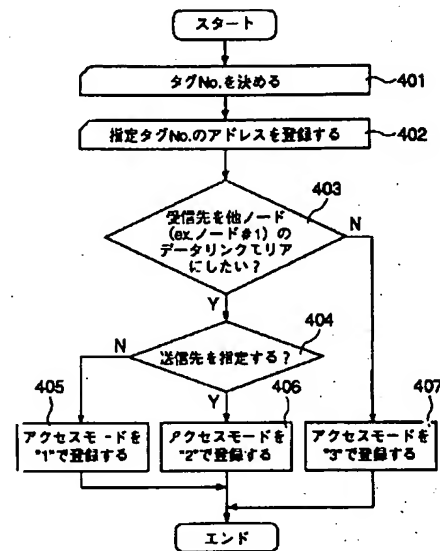 スタート
タグNo.を決める
401
指定タグNo.のアドレスを登録する
402
403
受信先を他ノード
(ex.ノード#1)の
データリンクエリア
にしたい?
N
Y
404
送信先を指定する?
N
Y
405
アクセスモードを
"1"で登録する
406
アクセスモードを
"2"で登録する
407
アクセスモードを
"3"で登録する
エンド